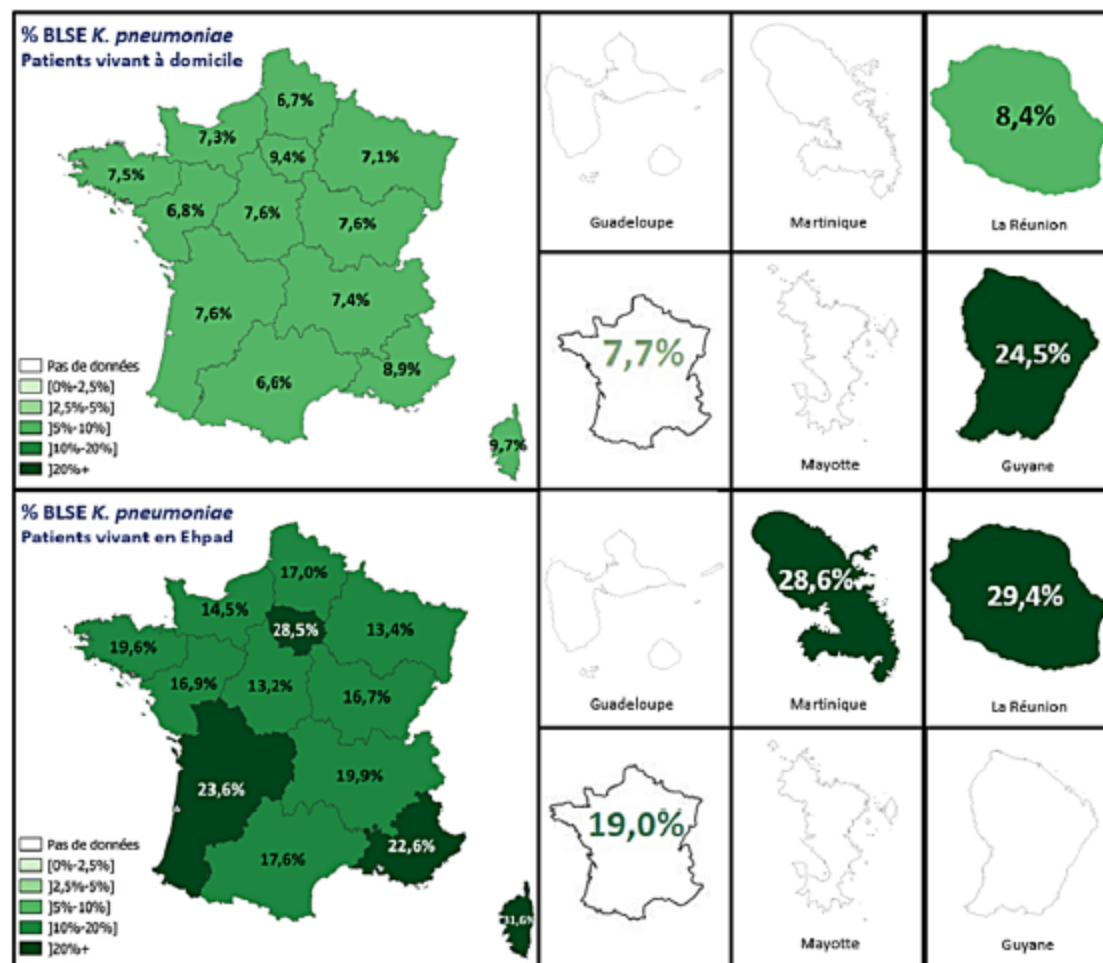 % BLSE K. pneumoniae
Patients vivant à domicile
6,7%
7,3%
9,4%
7,1%
7,5%
6,8%
7,6%
7,6%
7,6%
7,4%
6,6%
8,9%
9,7%
Pas de données
[0%-2,5%]
]2,5%-5%]
]5%-10%]
]10%-20%]
]20%+
Guadeloupe
Martinique
8,4%
La Réunion
7,7%
Mayotte
24,5%
Guyane
% BLSE K. pneumoniae
Patients vivant en Ehpad
17,0%
14,5%
28,5%
13,4%
19,6%
16,9%
13,2%
16,7%
23,6%
19,9%
17,6%
22,6%
31,6%
Pas de données
[0%-2,5%]
]2,5%-5%]
]5%-10%]
]10%-20%]
]20%+
Guadeloupe
28,6%
Martinique
29,4%
La Réunion
19,0%
Mayotte
Guyane